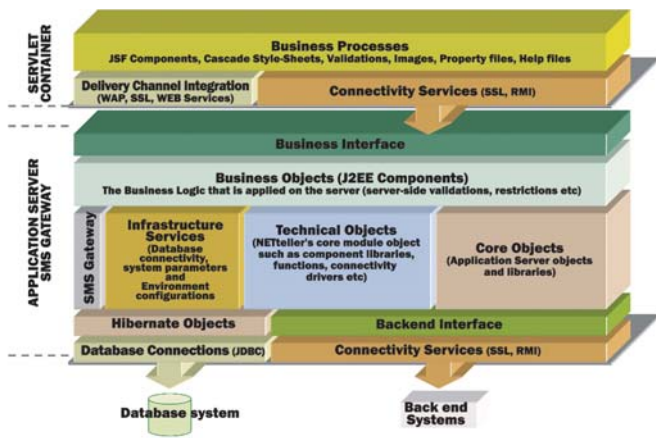 SERVLET
CONTAINER
Business Processes
JSF Components, Cascade Style-Sheets, Validations, Images, Property files, Help files
Delivery Channel Integration
(WAP, SSL, WEB Services)
Connectivity Services (SSL, RMI)
APPLICATION SERVER
SMS GATEWAY
Business Interface
Business Objects (J2EE Components)
The Business Logic that is applied on the server (server-side validations, restrictions etc)
SMS Gateway
Infrastructure
Services
(Database
connectivity,
system parameters
and
Environment
configurations
Technical Objects
(NETteller's core module object
such as component libraries,
functions, connectivity
drivers etc)
Core Objects
(Application Server objects
and libraries)
Hibernate Objects
Backend Interface
Database Connections (JDBC)
Connectivity Services (SSL, RMI)
Database system
Back end
Systems